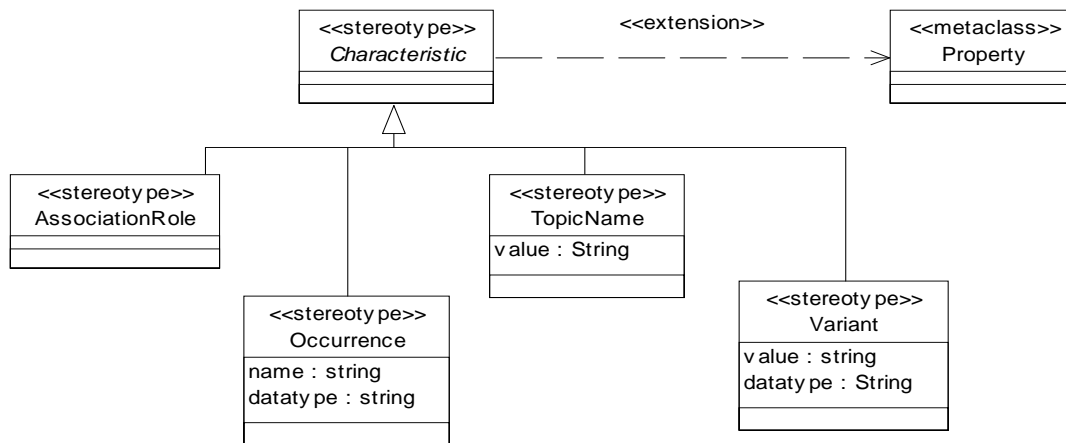 <<stereotype>>
Characteristic
<<extension>>
<<metaclass>>
Property
<<stereotype>>
AssociationRole
<<stereotype>>
TopicName
value : String
<<stereotype>>
Occurrence
name : string
datatype : string
<<stereotype>>
Variant
value : string
datatype : String